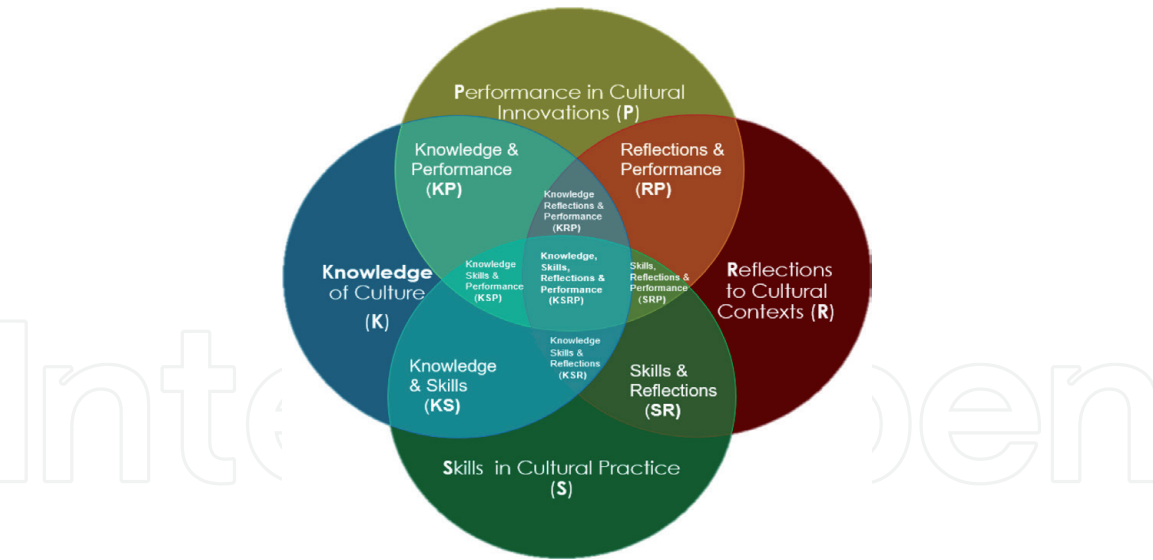 Performance in Cultural
Innovations (P)
Knowledge &
Performance
(KP)
Reflections &
Performance
(RP)
Knowledge
Reflections &
Performance
(KRP)
Knowledge
of Culture
(K)
Knowledge
Skills &
Performance
(KSP)
Knowledge,
Skills,
Reflections &
Performance
(KSRP)
Skills,
Reflections &
Performance
(SRP)
Reflections
to Cultural
Contexts (R)
Knowledge
Skills &
Reflections
(KSR)
Knowledge
& Skills
(KS)
Skills &
Reflections
(SR)
Skills in Cultural Practice
(S)